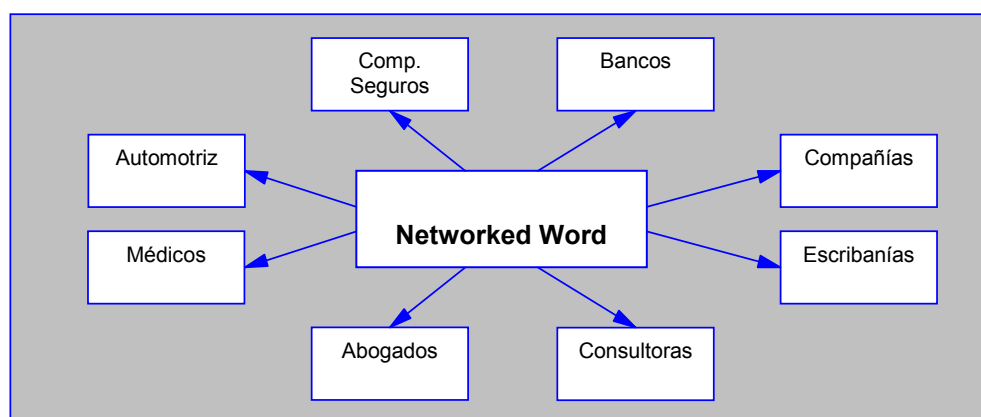 Comp.
Seguros
Bancos
Automotriz
Compañías
Networked Word
Médicos
Escribanías
Abogados
Consultoras